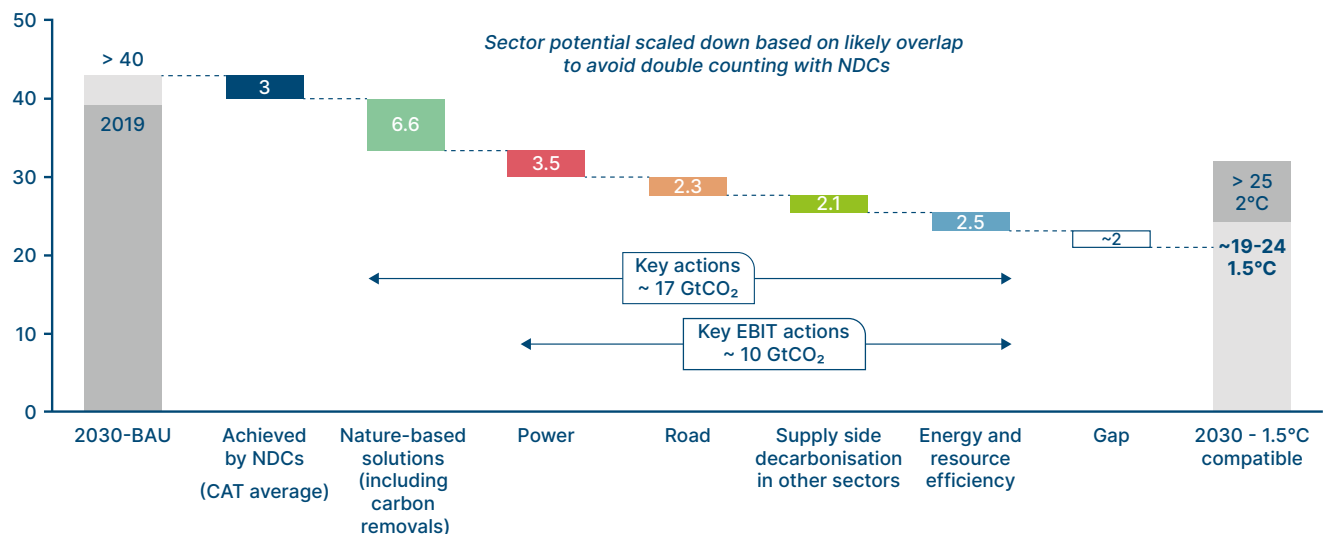 50
40
30
20
10
0
Sector potential scaled down based on likely overlap
to avoid double counting with NDCs
> 40
2019
3
6.6
3.5
2.3
2.1
2.5
~2
> 25
2°C
~19-24
1.5°C
Key actions
~ 17 GtCO₂
Key EBIT actions
~ 10 GtCO₂
2030-BAU
Achieved
by NDCs
(CAT average)
Nature-based
solutions
(including
carbon
removals)
Power
Road
Supply side
decarbonisation
in other sectors
Energy and
resource
efficiency
Gap
2030 - 1.5°C
compatible